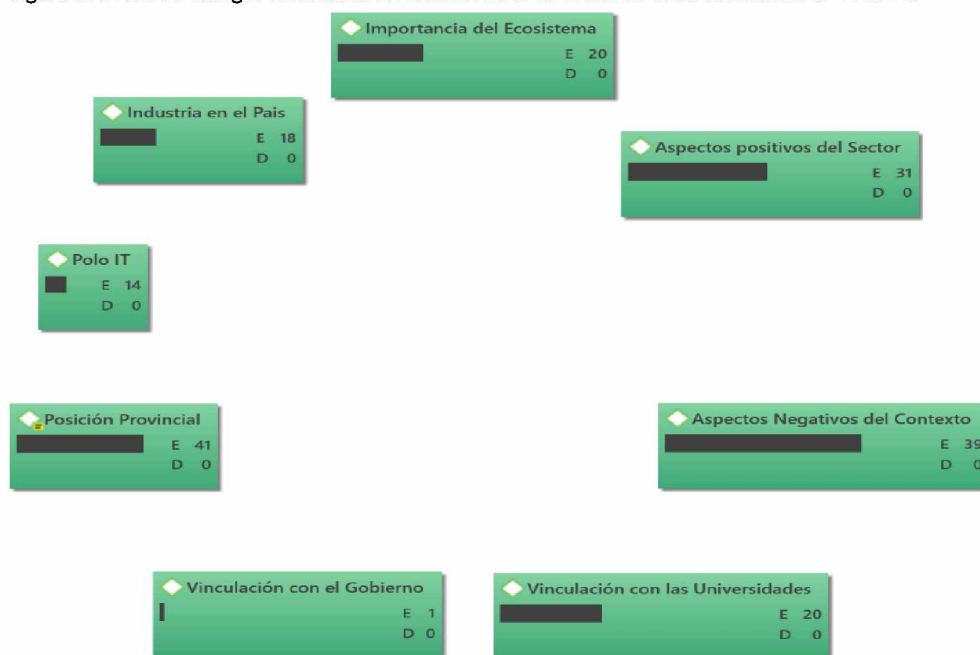 Importancia del Ecosistema
E 20
D 0
Industria en el Pais
E 18
D 0
Aspectos positivos del Sector
E 31
D 0
Polo IT
E 14
D 0
Posición Provincial
E 41
D 0
Aspectos Negativos del Contexto
E 39
D 0
Vinculación con el Gobierno
E 1
D 0
Vinculación con las Universidades
E 20
D 0